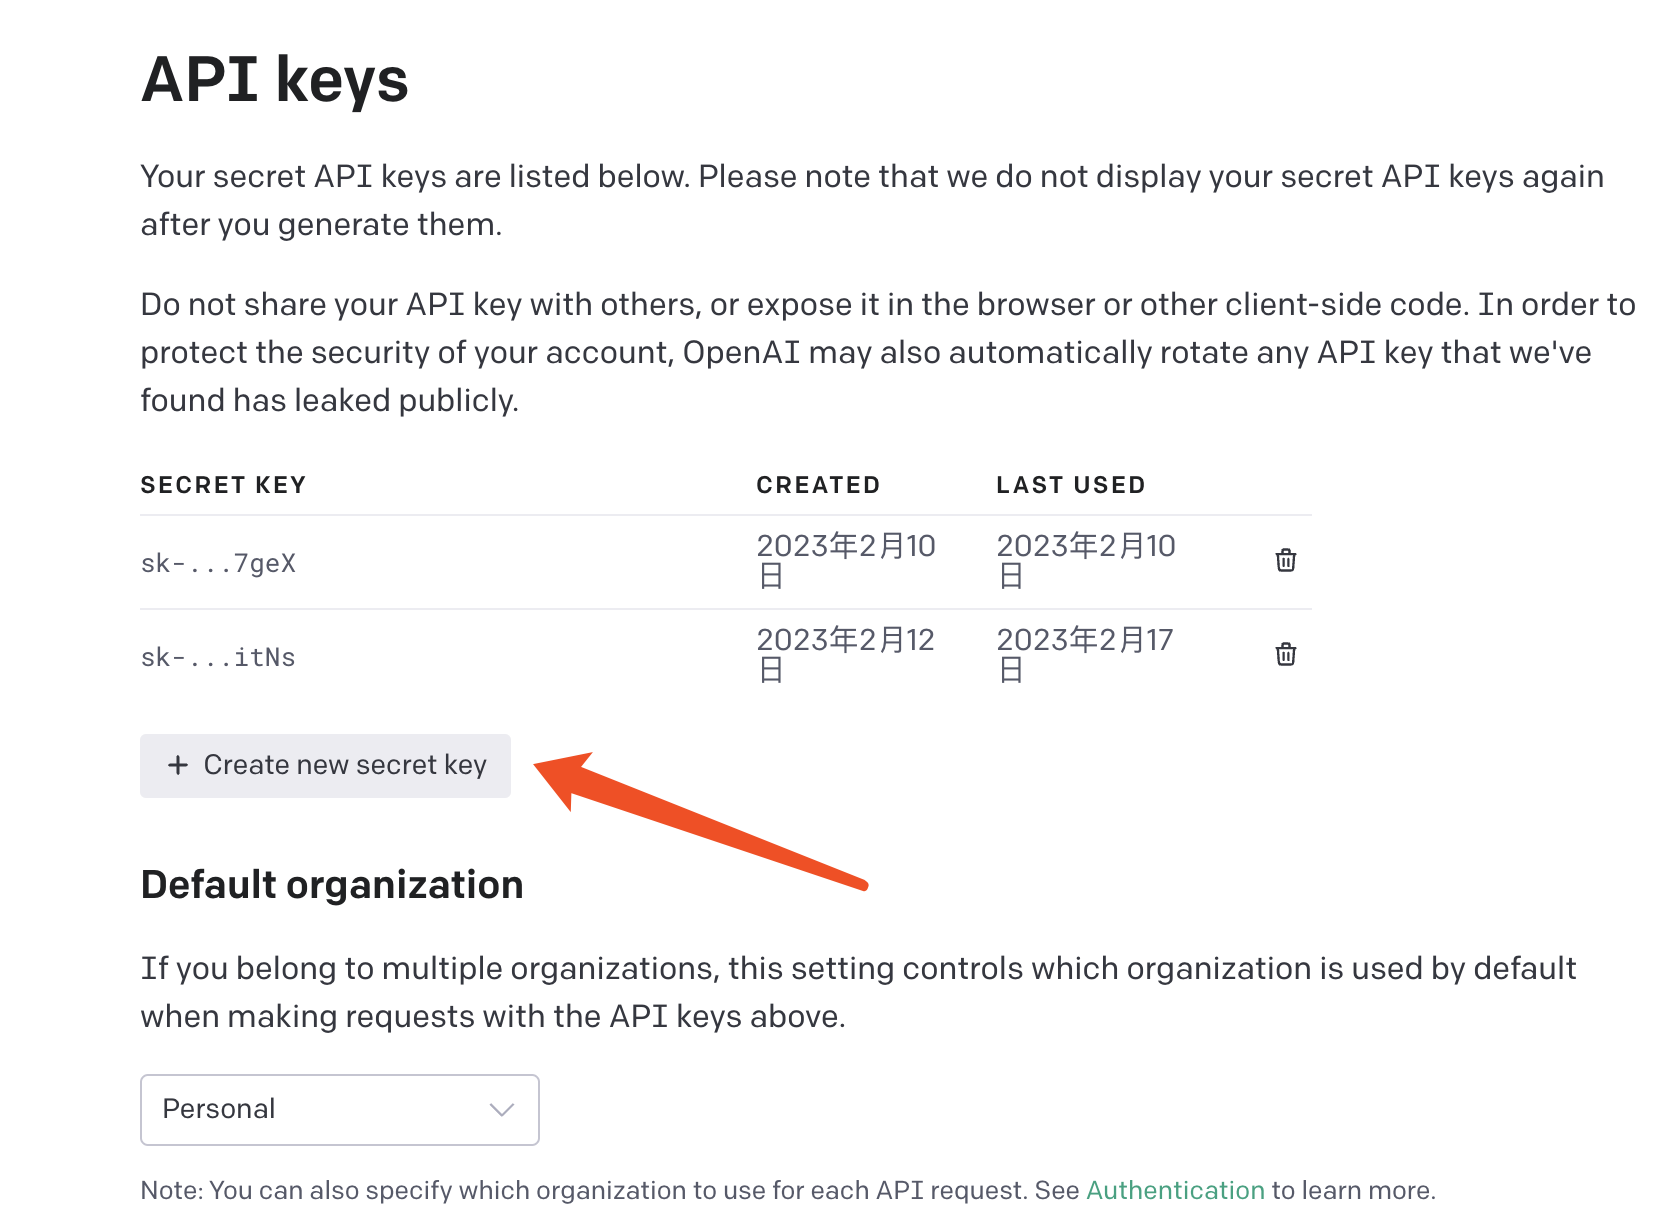 API keys
Your secret API keys are listed below. Please note that we do not display your secret API keys again
after you generate them.
Do not share your API key with others, or expose it in the browser or other client-side code. In order to
protect the security of your account, OpenAI may also automatically rotate any API key that we've
found has leaked publicly.
SECRET KEY CREATED LAST USED
sk-...7geX 2023年2月10日 2023年2月10日
sk-...itNs 2023年2月12日 2023年2月17日
+ Create new secret key
Default organization
If you belong to multiple organizations, this setting controls which organization is used by default
when making requests with the API keys above.
Personal
Note: You can also specify which organization to use for each API request. See Authentication to learn more.